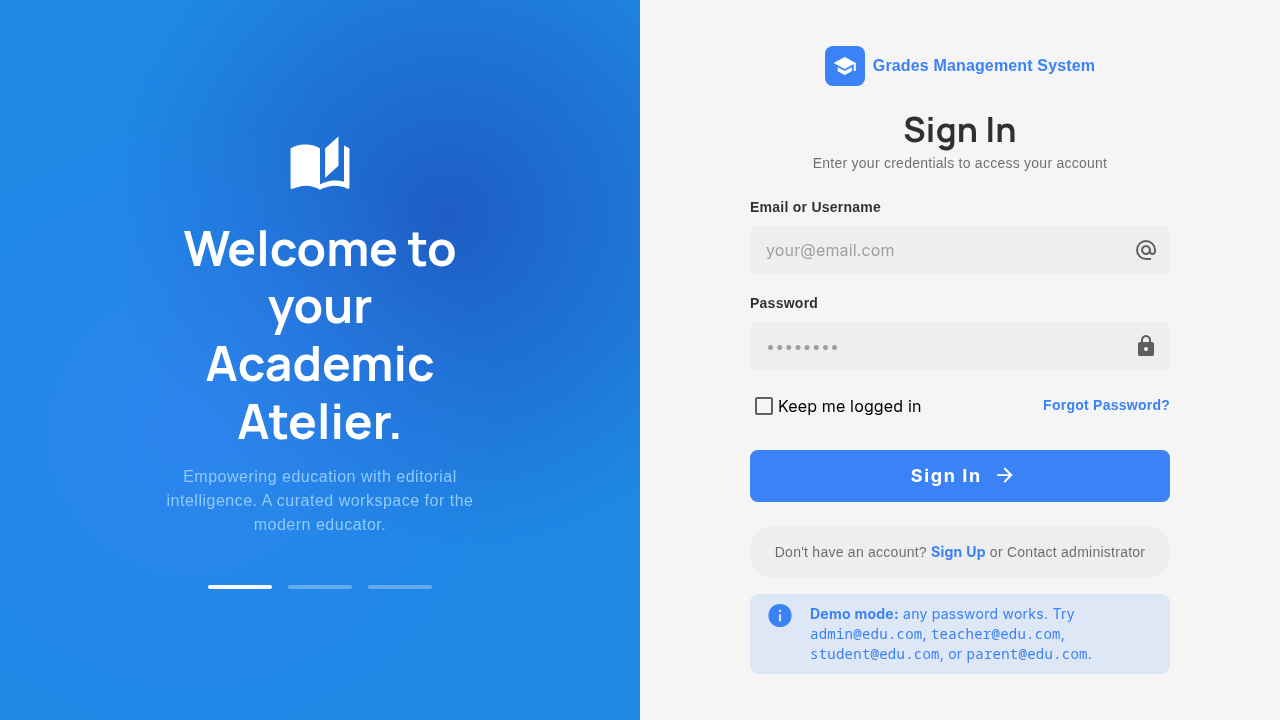 Welcome to
your
Academic
Atelier.
Empowering education with editorial
intelligence. A curated workspace for the
modern educator.
Grades Management System
Sign In
Enter your credentials to access your account
Email or Username
your@email.com
Password
••••••••
Keep me logged in
Forgot Password?
Sign In
Don't have an account? Sign Up or Contact administrator
Demo mode: any password works. Try
admin@edu.com, teacher@edu.com,
student@edu.com, or parent@edu.com.